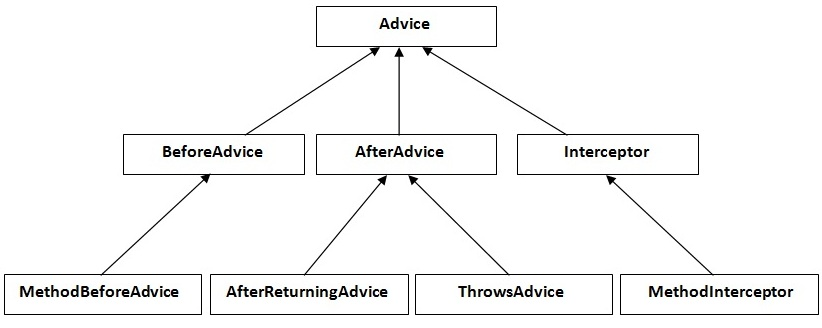 Advice
BeforeAdvice
AfterAdvice
Interceptor
MethodBeforeAdvice
AfterReturningAdvice
ThrowsAdvice
MethodInterceptor